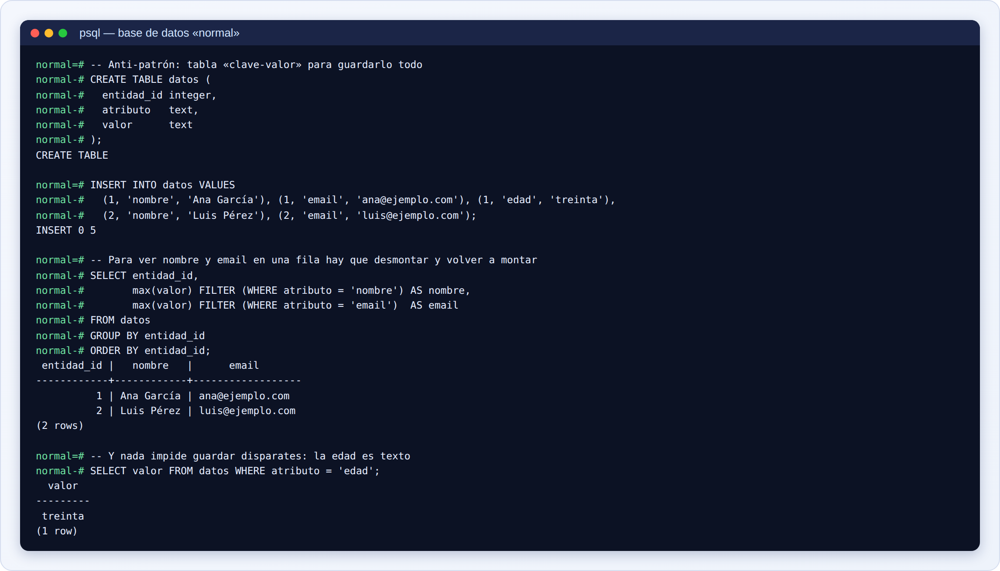 psql — base de datos «normal»
normal=# -- Anti-patrón: tabla «clave-valor» para guardarlo todo
normal-# CREATE TABLE datos (
normal-#   entidad_id integer,
normal-#   atributo   text,
normal-#   valor      text
normal-# );
CREATE TABLE
normal=# INSERT INTO datos VALUES
normal-#   (1, 'nombre', 'Ana García'), (1, 'email', 'ana@ejemplo.com'), (1, 'edad', 'treinta'),
normal-#   (2, 'nombre', 'Luis Pérez'), (2, 'email', 'luis@ejemplo.com');
INSERT 0 5
normal=# -- Para ver nombre y email en una fila hay que desmontar y volver a montar
normal-# SELECT entidad_id,
normal-#        max(valor) FILTER (WHERE atributo = 'nombre') AS nombre,
normal-#        max(valor) FILTER (WHERE atributo = 'email')  AS email
normal-# FROM datos
normal-# GROUP BY entidad_id
normal-# ORDER BY entidad_id;
 entidad_id |   nombre   |      email
------------+------------+------------------
          1 | Ana García | ana@ejemplo.com
          2 | Luis Pérez | luis@ejemplo.com
(2 rows)
normal=# -- Y nada impide guardar disparates: la edad es texto
normal-# SELECT valor FROM datos WHERE atributo = 'edad';
  valor
---------
 treinta
(1 row)